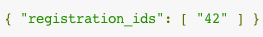 { "registration_ids": [ "42" ] }